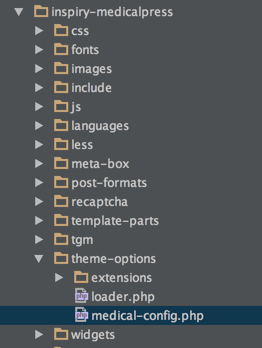 inspiry-medicalpress
css
fonts
images
include
js
languages
less
meta-box
post-formats
recaptcha
template-parts
tgm
theme-options
extensions
loader.php
medical-config.php
widgets